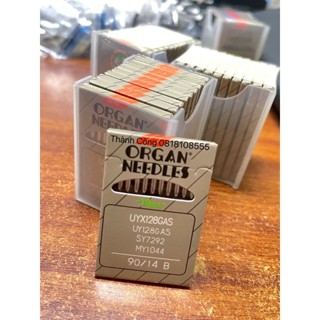 ORGAN
NEEDLES
Thành Công 0818108555
ORGAN®
NEEDLES
UYX128GAS
UY128GAS
SY7292
MY1044
90/14 B